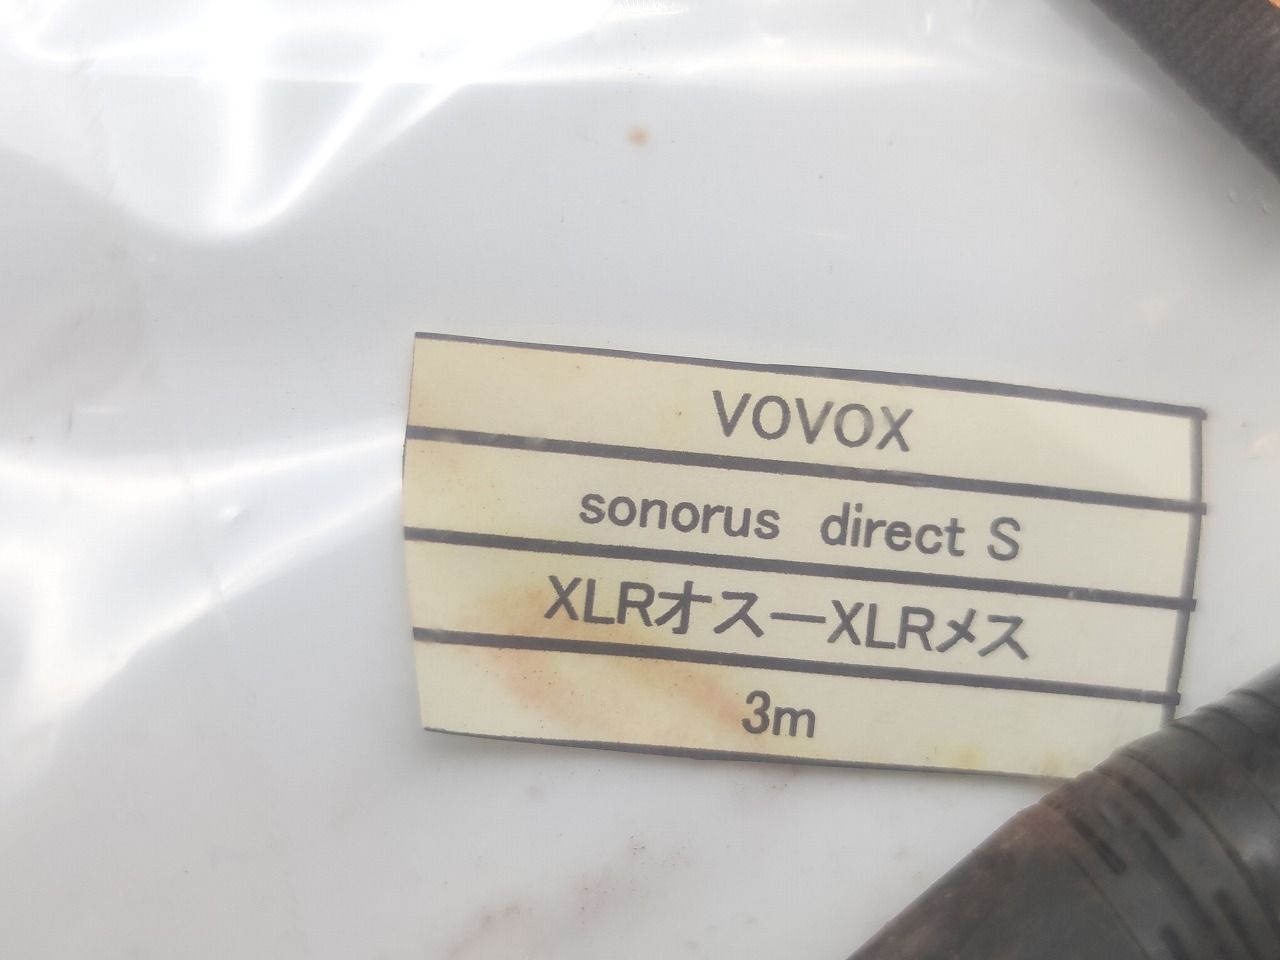 VOVOX
sonorus direct S
XLRオスーXLRメス
3m